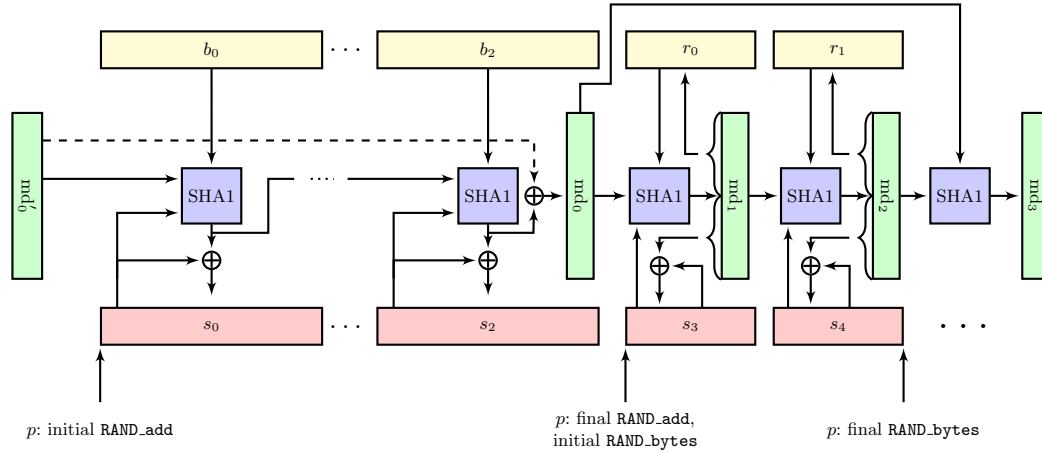 b₀
. . .
b₂
r₀
r₁
md′₀
SHA1
.....
SHA1
md₀
SHA1
md₁
SHA1
md₂
SHA1
md₃
s₀
. . .
s₂
s₃
s₄
. . .
p: initial RAND_add
p: final RAND_add,
initial RAND_bytes
p: final RAND_bytes